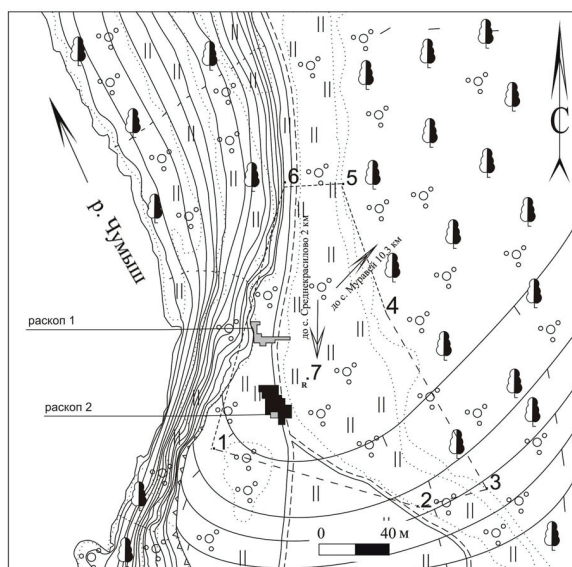 С
р. Чумыш
6
5
до с. Среднекрасилово 2 км
до с. Муравей 10,3 км
4
раскоп 1
7
R
раскоп 2
1
3
2
0 40 м